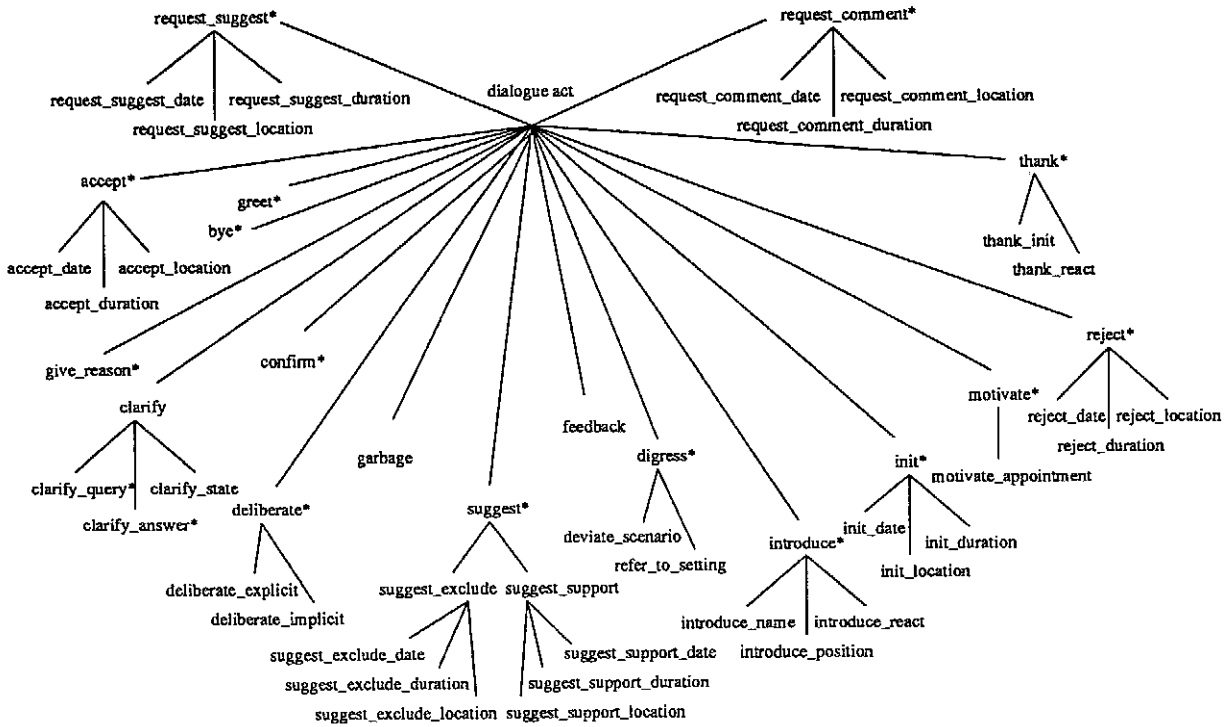 request_suggest*
request_comment*
dialogue act
request_suggest_date
request_suggest_duration
request_suggest_location
request_comment_date
request_comment_location
request_comment_duration
thank*
accept*
greet*
bye*
thank_init
thank_react
accept_date
accept_location
accept_duration
give_reason*
confirm*
reject*
clarify
motivate*
reject_date
reject_location
reject_duration
feedback
garbage
digress*
init*
motivate_appointment
clarify_query*
clarify_state
clarify_answer*
deliberate*
suggest*
deviate_scenario
refer_to_setting
introduce*
init_date
init_duration
init_location
deliberate_explicit
deliberate_implicit
suggest_exclude
suggest_support
introduce_name
introduce_react
introduce_position
suggest_exclude_date
suggest_support_date
suggest_exclude_duration
suggest_support_duration
suggest_exclude_location
suggest_support_location